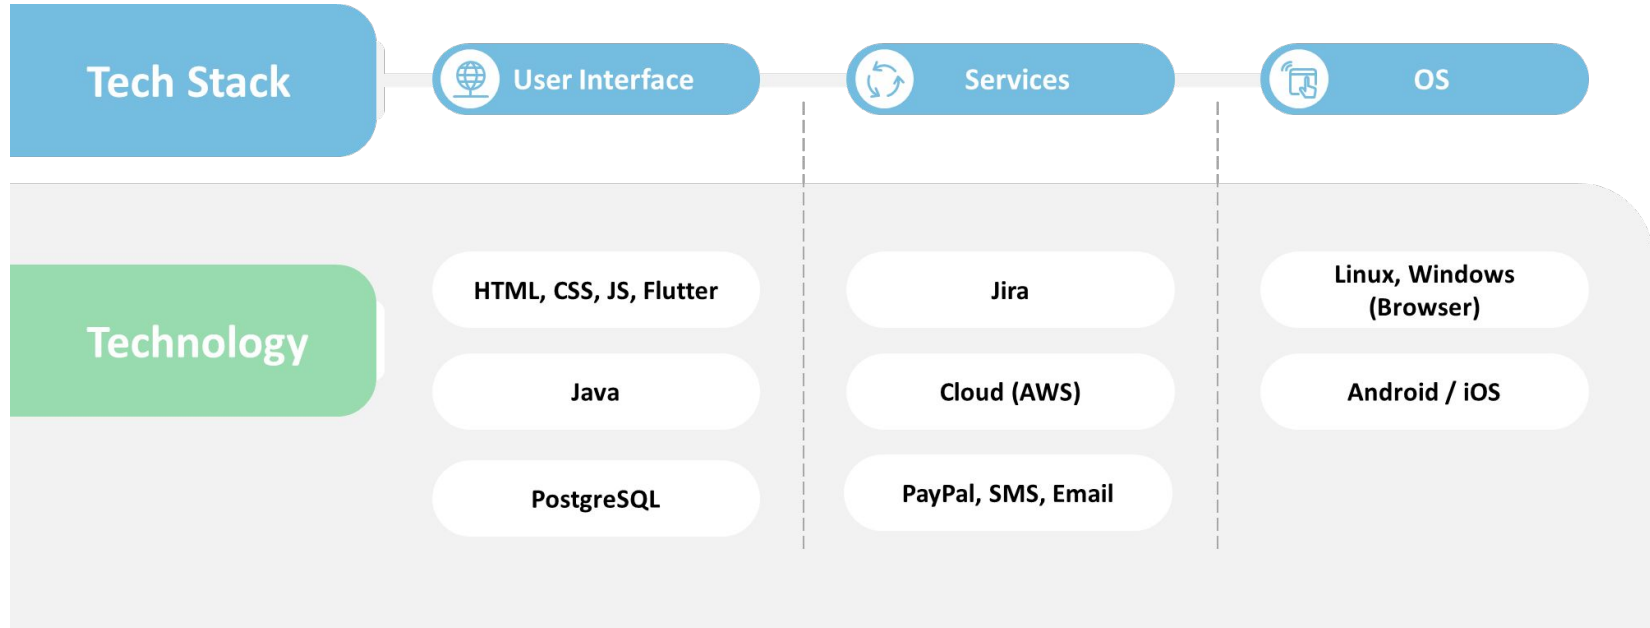 Tech Stack
User Interface
Services
OS
Technology
HTML, CSS, JS, Flutter
Jira
Linux, Windows
(Browser)
Java
Cloud (AWS)
Android / iOS
PostgreSQL
PayPal, SMS, Email